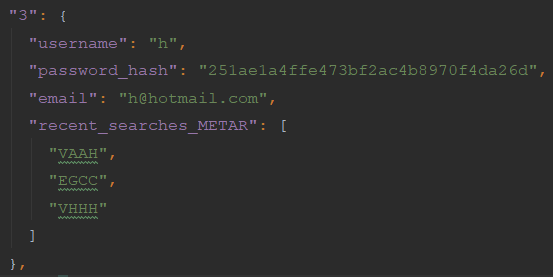 "3": {
"username": "h",
"password_hash": "251ae1a4ffe473bf2ac4b8970f4da26d",
"email": "h@hotmail.com",
"recent_searches_METAR": [
"VAAH",
"EGCC",
"VHHH"
]
},